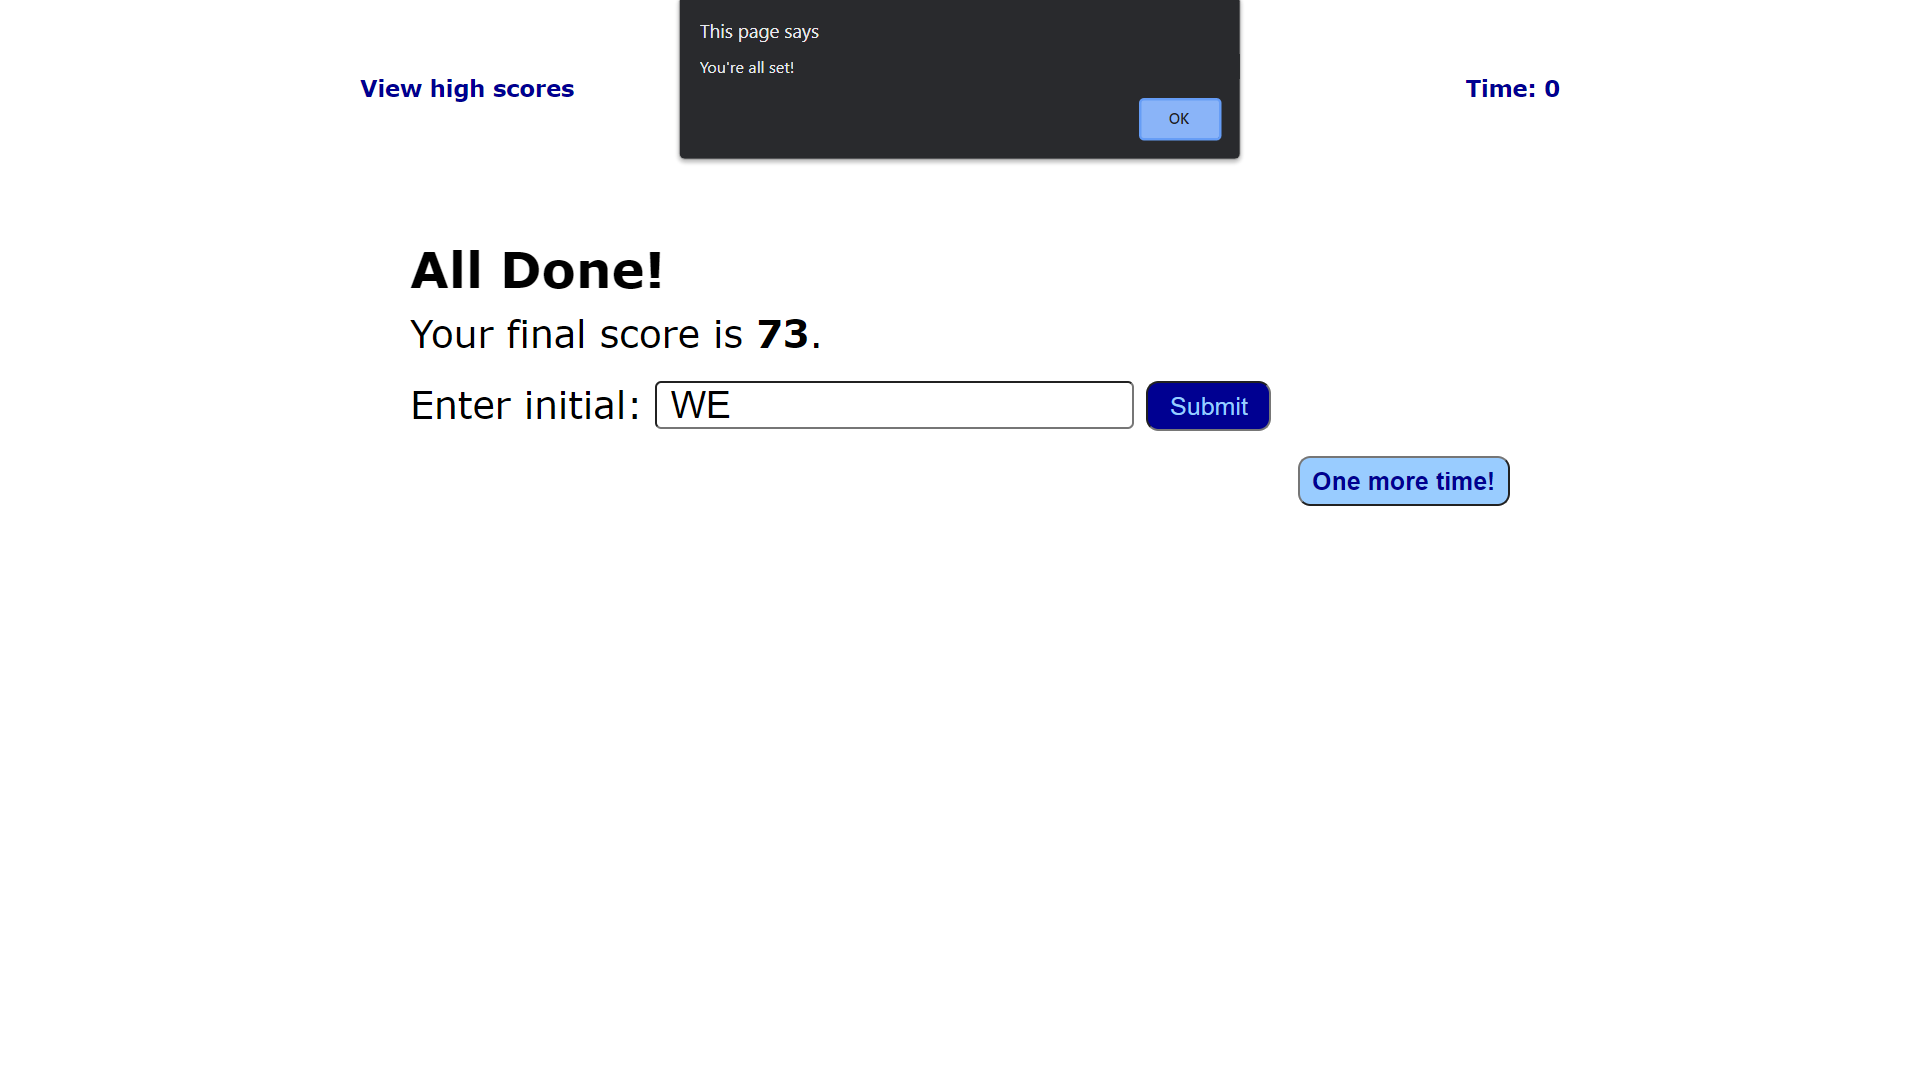 This page says
You're all set!
OK
View high scores
Time: 0
All Done!
Your final score is 73.
Enter initial: WE Submit
One more time!